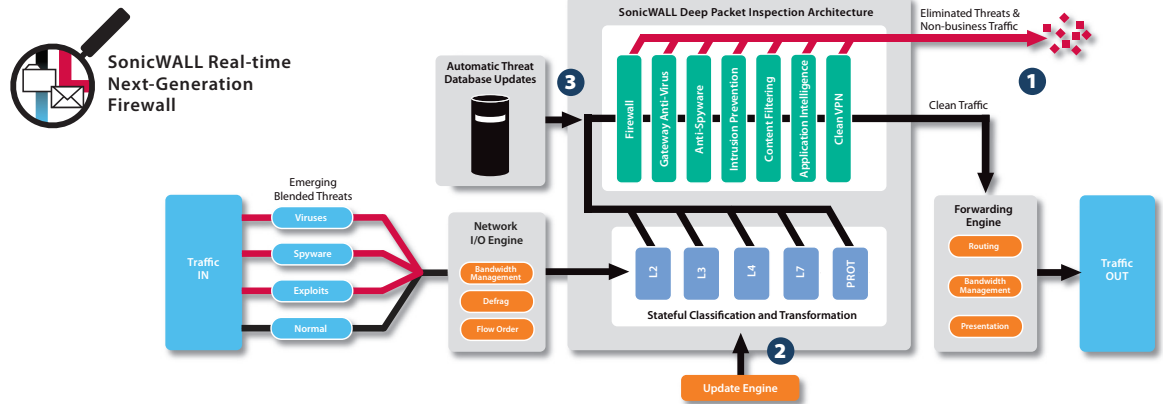 SonicWALL Real-time
Next-Generation
Firewall
SonicWALL Deep Packet Inspection Architecture
Eliminated Threats &
Non-business Traffic
1
Automatic Threat
Database Updates
3
Firewall
Gateway Anti-Virus
Anti-Spyware
Intrusion Prevention
Content Filtering
Application Intelligence
Clean VPN
Clean Traffic
Emerging
Blended Threats
Traffic
IN
Viruses
Spyware
Exploits
Normal
Network
I/O Engine
Bandwidth
Management
Defrag
Flow Order
L2
L3
L4
L7
PROT
Stateful Classification and Transformation
2
Update Engine
Forwarding
Engine
Routing
Bandwidth
Management
Presentation
Traffic
OUT